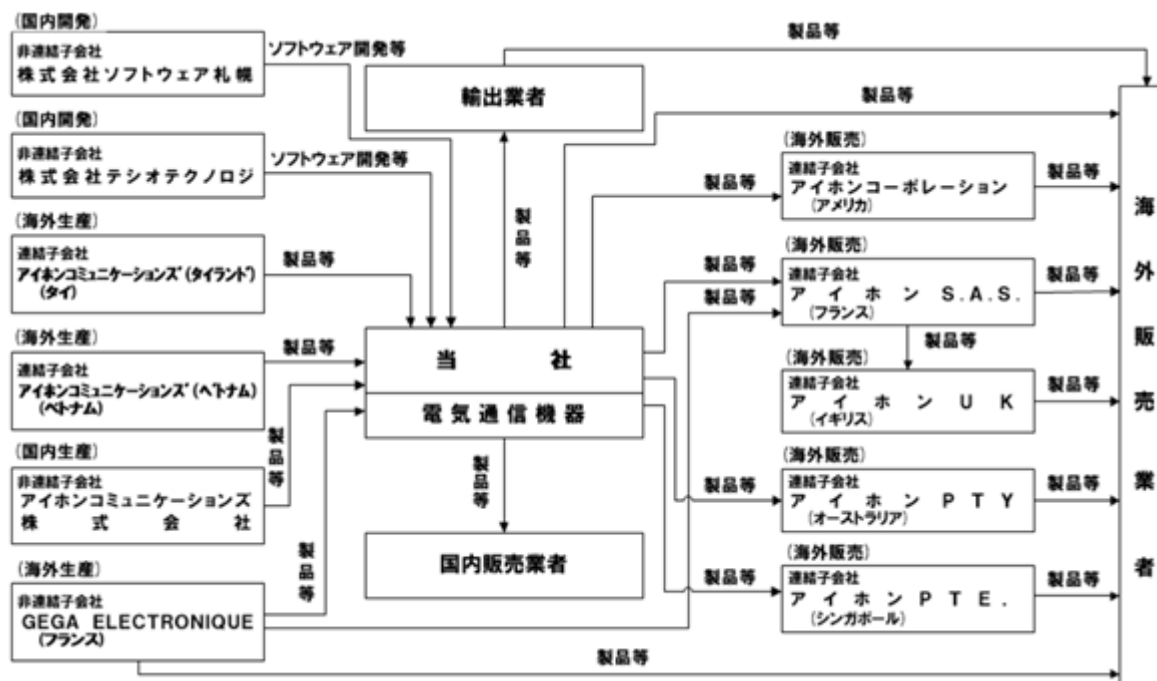 (国内開発)
非連結子会社
株式会社ソフトウェア札幌
ソフトウェア開発等
(国内開発)
非連結子会社
株式会社テシオテクノロジ
ソフトウェア開発等
(海外生産)
連結子会社
アイホンコミュニケーションズ(タイランド)
(タイ)
製品等
(海外生産)
連結子会社
アイホンコミュニケーションズ(ベトナム)
(ベトナム)
製品等
(国内生産)
非連結子会社
アイホンコミュニケーションズ
株式会社
製品等
(海外生産)
非連結子会社
GEGA ELECTRONIQUE
(フランス)
製品等
製品等
輸出業者
製品等
製品等
当社
電気通信機器
製品等
国内販売業者
製品等
(海外販売)
連結子会社
アイホンコーポレーション
(アメリカ)
製品等
製品等
(海外販売)
連結子会社
アイホンS.A.S.
(フランス)
製品等
製品等
製品等
製品等
(海外販売)
連結子会社
アイホンUK
(イギリス)
製品等
(海外販売)
連結子会社
アイホンPTY
(オーストラリア)
製品等
製品等
(海外販売)
連結子会社
アイホンPTE.
(シンガポール)
製品等
製品等
海外販売業者